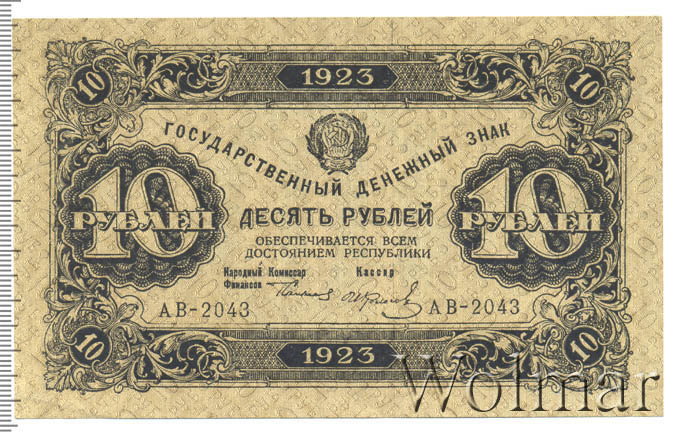 10 1923 10
ГОСУДАРСТВЕННЫЙ ДЕНЕЖНЫЙ ЗНАК
10 РУБЛЕЙ
ДЕСЯТЬ РУБЛЕЙ
10 РУБЛЕЙ
ОБЕСПЕЧИВАЕТСЯ ВСЕМ
ДОСТОЯНИЕМ РЕСПУБЛИКИ
Народный Комиссар
Финансов
Кассир
АВ-2043 АВ-2043
10 1923 10
Wolmar